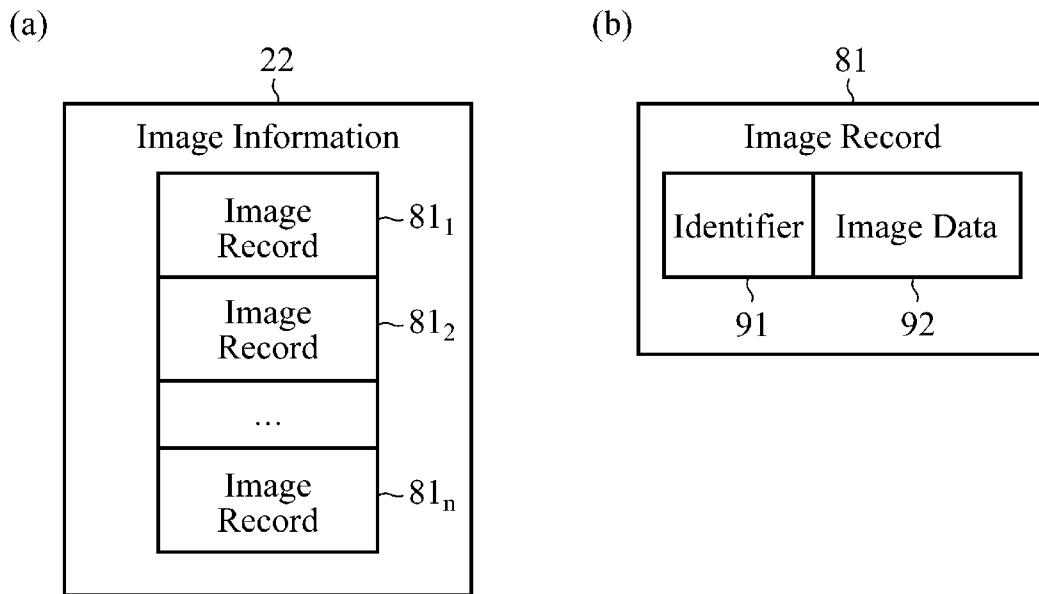 (a)
22
Image Information
Image
Record
81₁
Image
Record
81₂
...
Image
Record
81ₙ
(b)
81
Image Record
Identifier
Image Data
91
92